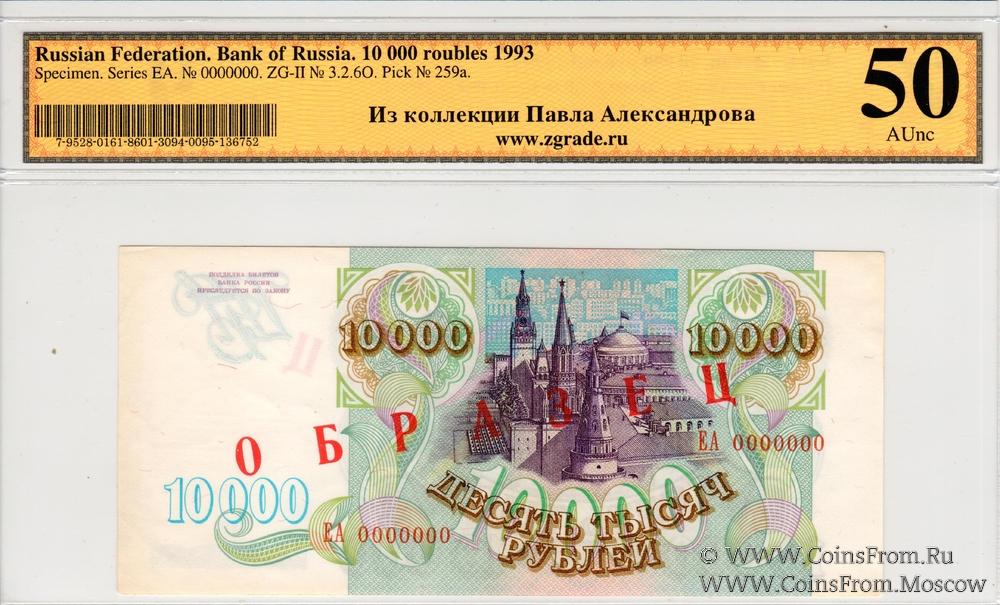 Russian Federation. Bank of Russia. 10 000 roubles 1993
Specimen. Series EA. № 0000000. ZG-II № 3.2.6O. Pick № 259a.
50
AUnc
Из коллекции Павла Александрова
www.zgrade.ru
7-9528-0161-8601-3094-0095-136752
ПОДДЕЛКА БИЛЕТОВ
БАНКА РОССИИ
ПРЕСЛЕДУЕТСЯ ПО ЗАКОНУ
10000
10000
ОБРАЗЕЦ
ЕА 0000000
10000
10000
ДЕСЯТЬ ТЫСЯЧ
РУБЛЕЙ
ЕА 0000000
© WWW.CoinsFrom.Ru
WWW.CoinsFrom.Moscow